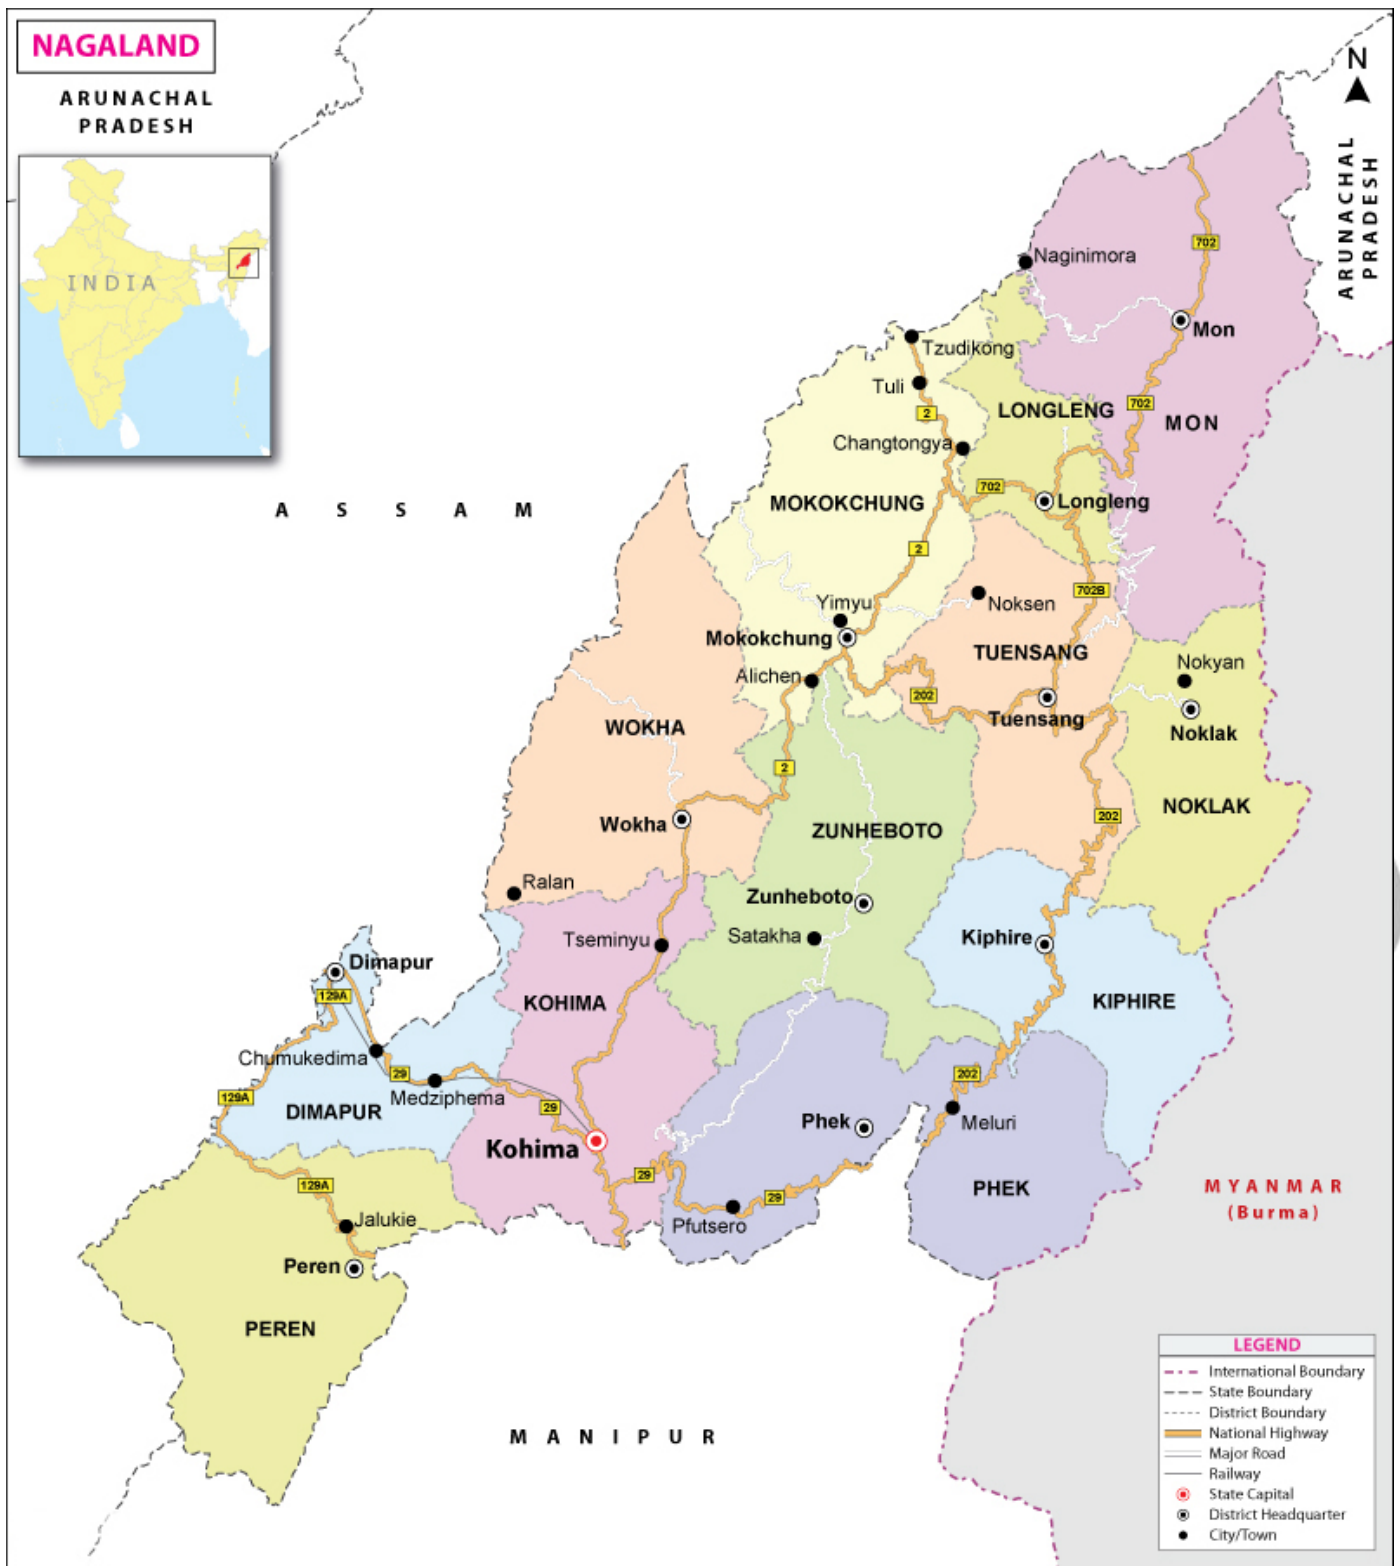 NAGALAND
ARUNACHAL
PRADESH
INDIA
N
ARUNACHAL
PRADESH
702
Naginimora
Mon
Tzudikong
Tuli
2
LONGLENG
702
MON
Changtongya
MOKOKCHUNG
702
Longleng
ASSAM
2
702B
Noksen
Yimyu
Mokokchung
TUENSANG
Nokyan
Alichen
202
Tuensang
Noklak
WOKHA
2
NOKLAK
202
Wokha
ZUNHEBOTO
Ralan
Zunheboto
Satakha
Kiphire
Tseminyu
Dimapur
129A
KOHIMA
KIPHIRE
Chumukedima
29
202
Medziphema
129A
DIMAPUR
29
Meluri
Phek
Kohima
29
129A
29
PHEK
MYANMAR
(Burma)
Jalukie
Pfutsero
Peren
PEREN
MANIPUR
LEGEND
International Boundary
State Boundary
District Boundary
National Highway
Major Road
Railway
State Capital
District Headquarter
City/Town